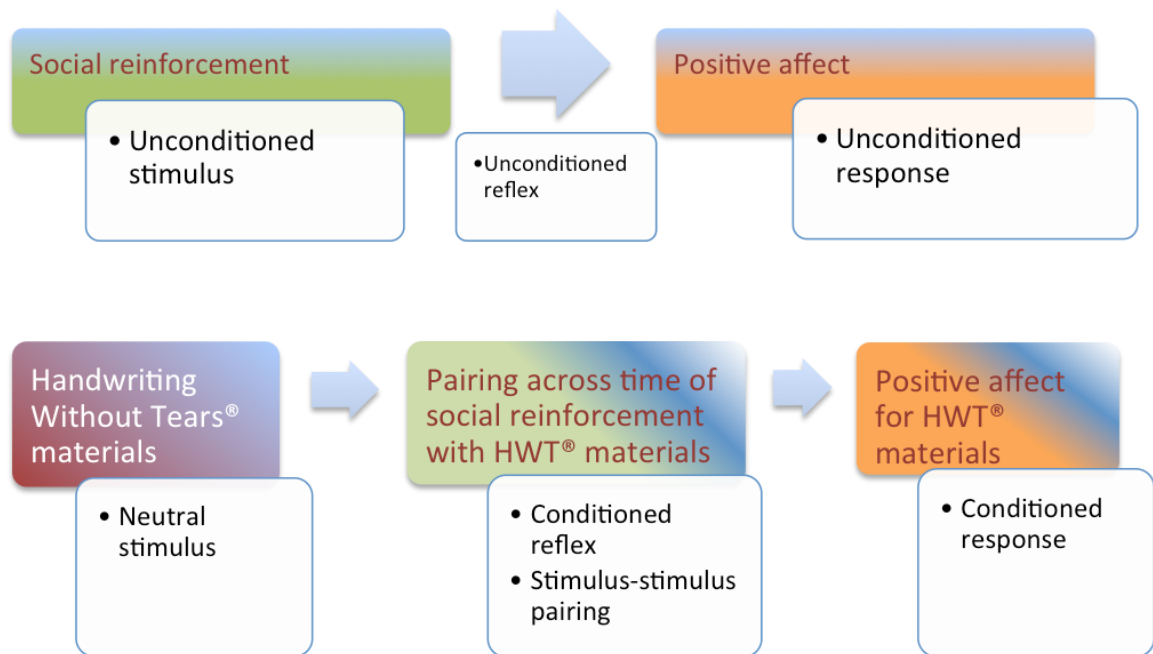 Social reinforcement
• Unconditioned
stimulus
•Unconditioned
reflex
Positive affect
• Unconditioned
response
Handwriting
Without Tears®
materials
• Neutral
stimulus
Pairing across time of
social reinforcement
with HWT® materials
• Conditioned
reflex
• Stimulus-stimulus
pairing
Positive affect
for HWT®
materials
• Conditioned
response